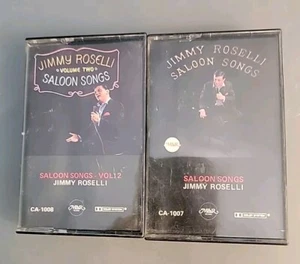 JIMMY ROSELLI
VOLUME TWO
SALOON SONGS
SALOON SONGS - VOL. 2
JIMMY ROSELLI
CA-1008
JIMMY ROSELLI
SALOON SONGS
SALOON SONGS
JIMMY ROSELLI
CA-1007